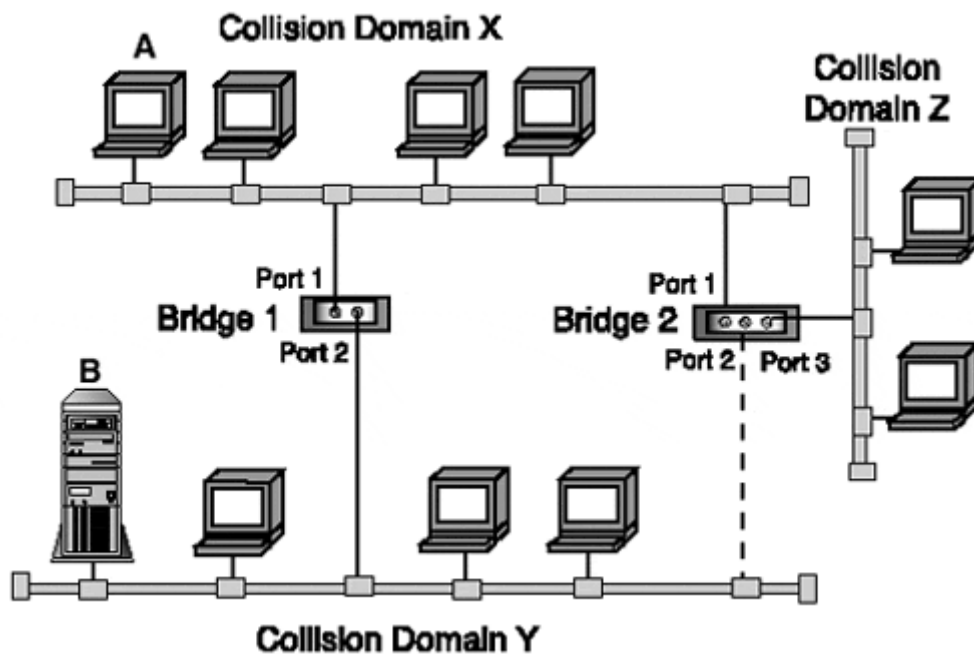 Collision Domain X
A
Collision
Domain Z
Port 1
Bridge 1
Port 2
Port 1
Bridge 2
Port 2
Port 3
B
Collision Domain Y